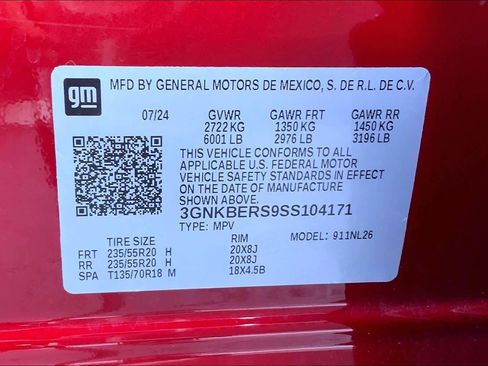 gm
MFD BY GENERAL MOTORS DE MEXICO, S. DE R.L. DE C.V.
07/24 GVWR GAWR FRT GAWR RR
2722 KG 1350 KG 1450 KG
6001 LB 2976 LB 3196 LB
THIS VEHICLE CONFORMS TO ALL
APPLICABLE U.S. FEDERAL MOTOR
VEHICLE SAFETY STANDARDS IN EFFECT
ON THE DATE OF MANUFACTURE SHOWN ABOVE.
3GNKBERS9SS104171
TYPE: MPV MODEL: 911NL26
TIRE SIZE RIM
FRT 235/55R20 H 20X8J
RR 235/55R20 H 20X8J
SPA T135/70R18 M 18X4.5B